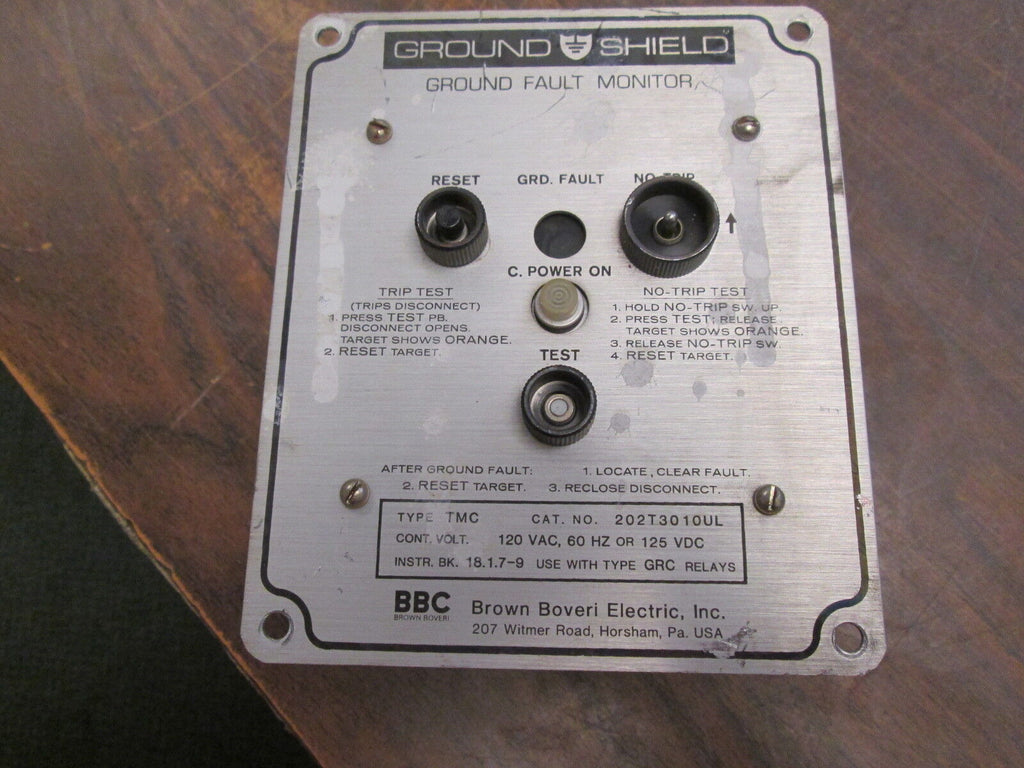 GROUND SHIELD
GROUND FAULT MONITOR
RESET GRD. FAULT NO-TRIP
C. POWER ON
TRIP TEST
(TRIPS DISCONNECT)
1. PRESS TEST PB.
DISCONNECT OPENS.
TARGET SHOWS ORANGE.
2. RESET TARGET.
NO-TRIP TEST
1. HOLD NO-TRIP SW. UP.
2. PRESS TEST; RELEASE.
TARGET SHOWS ORANGE.
3. RELEASE NO-TRIP SW.
4. RESET TARGET.
TEST
AFTER GROUND FAULT: 1. LOCATE, CLEAR FAULT.
2. RESET TARGET. 3. RECLOSE DISCONNECT.
TYPE TMC CAT. NO. 202T3010UL
CONT. VOLT. 120 VAC, 60 HZ OR 125 VDC
INSTR. BK. 18.1.7-9 USE WITH TYPE GRC RELAYS
BBC
BROWN BOVERI
Brown Boveri Electric, Inc.
207 Witmer Road, Horsham, Pa. USA